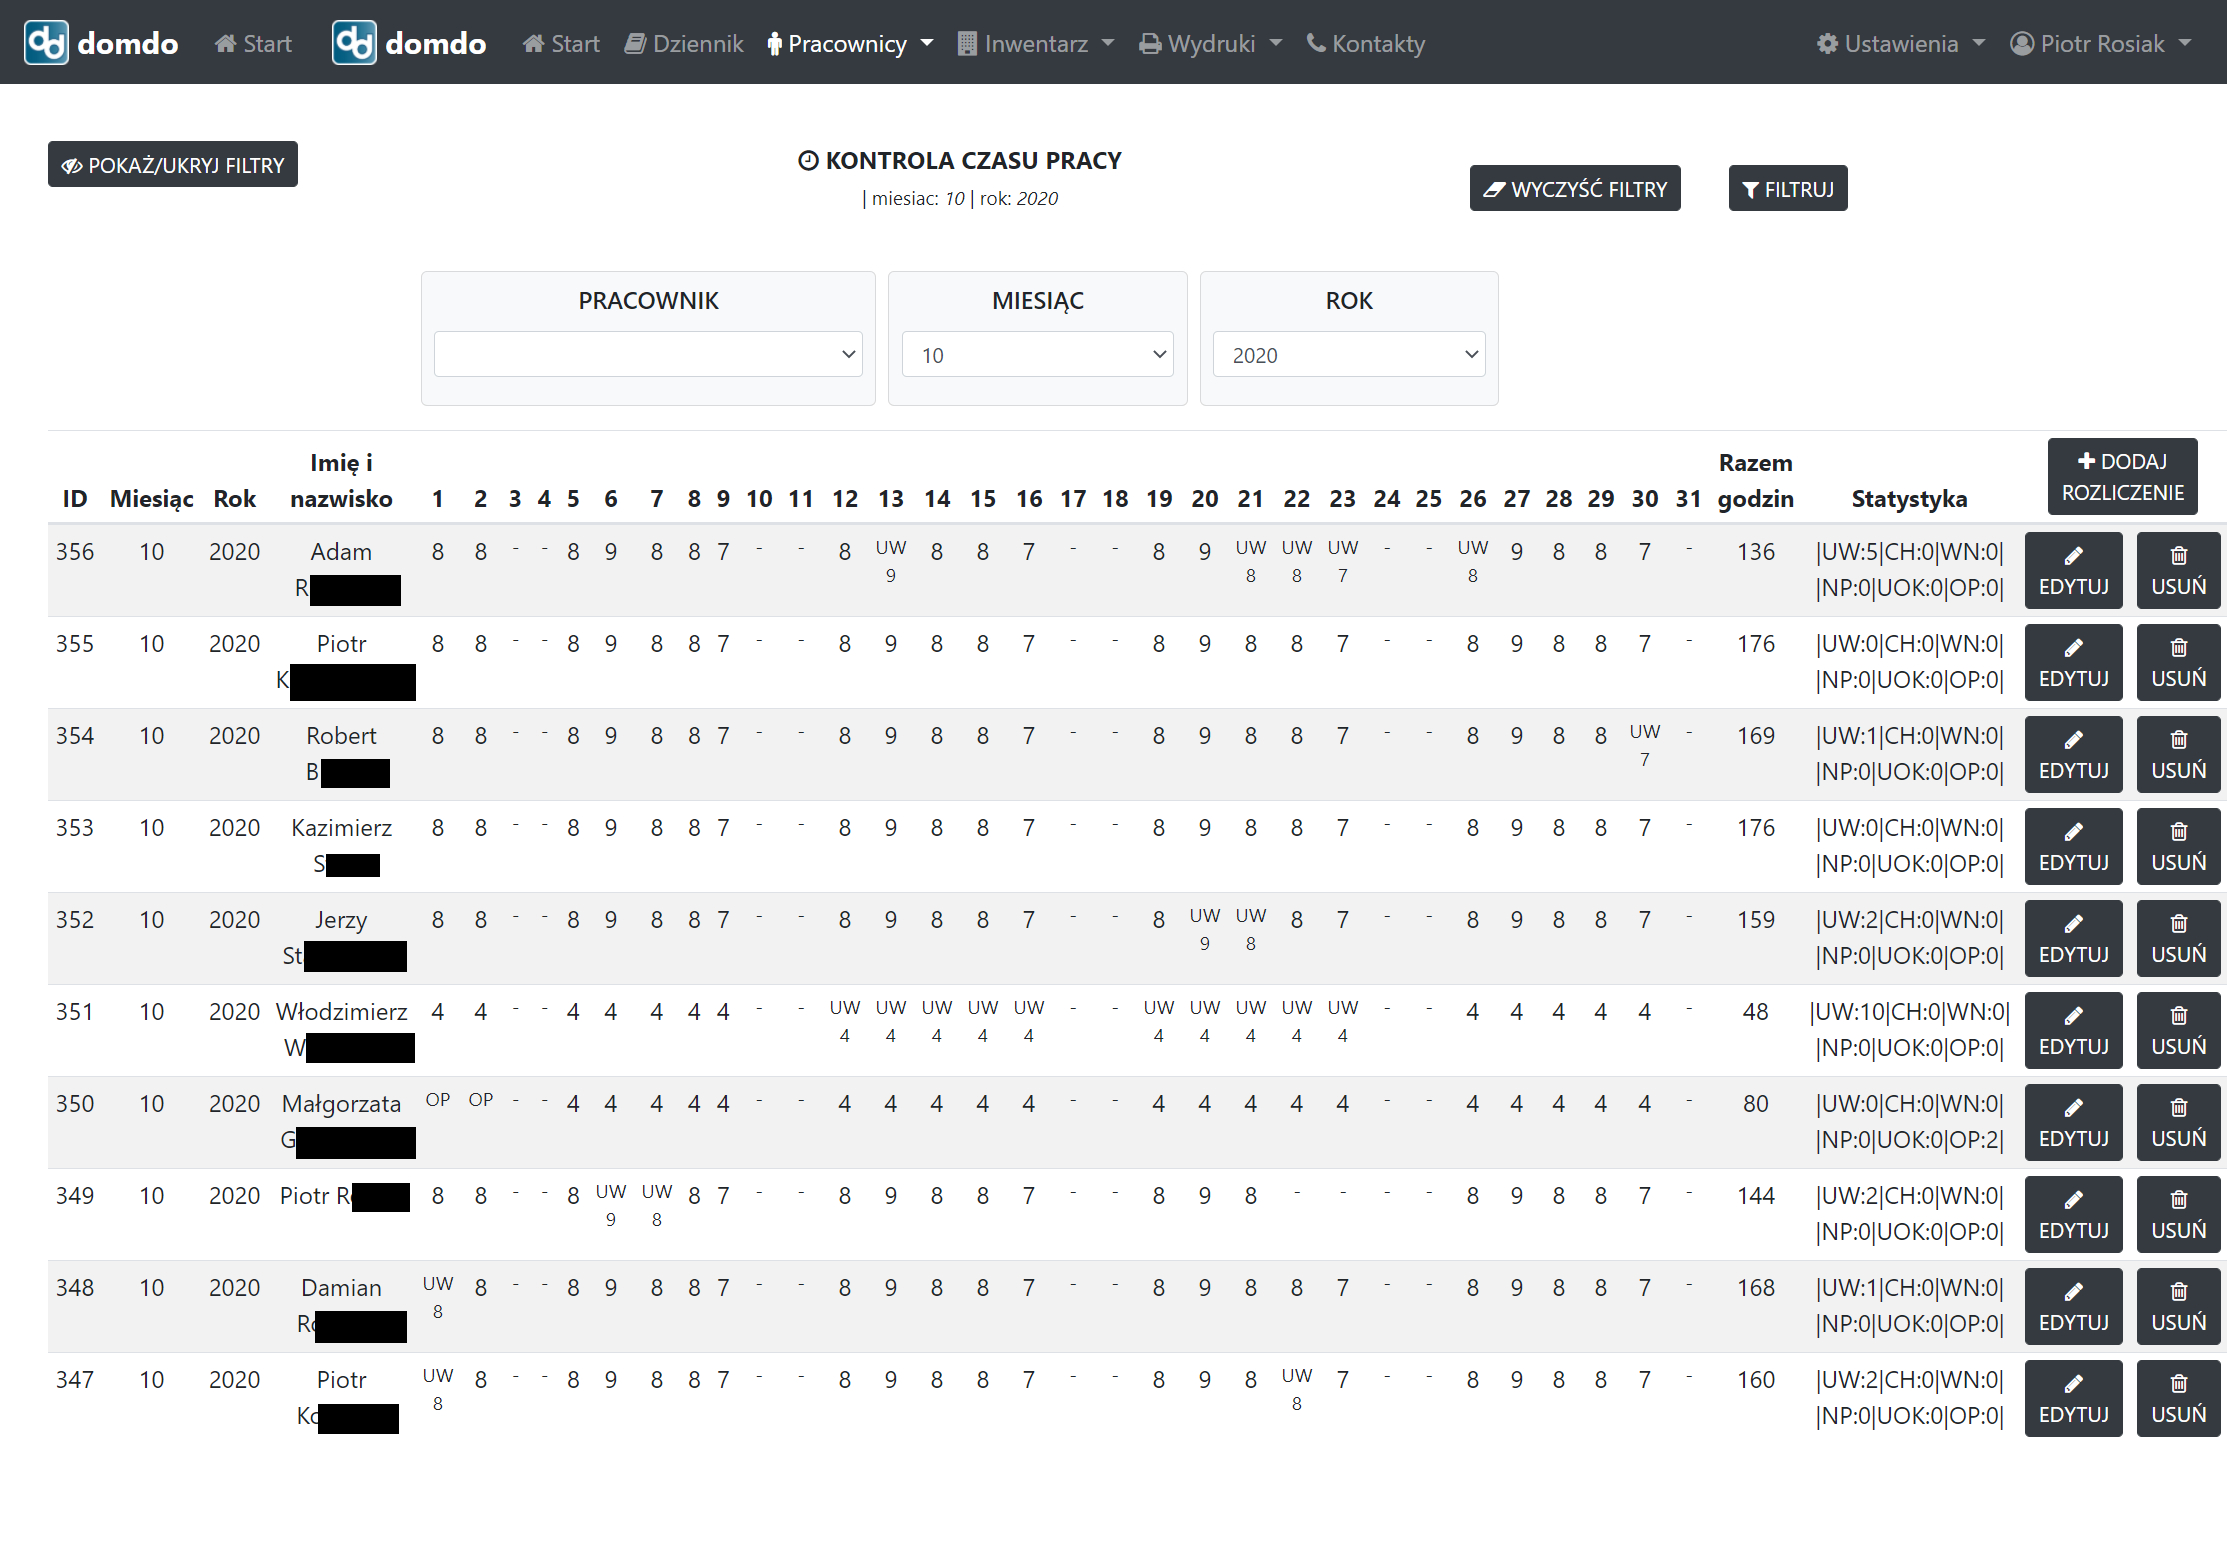 domdo Start domdo Start Dziennik Pracownicy Inwentarz Wydruki Kontakty Ustawienia Piotr Rosiak
POKAŻ/UKRYJ FILTRY
KONTROLA CZASU PRACY
| miesiac: 10 | rok: 2020
WYCZYŚĆ FILTRY FILTRUJ
PRACOWNIK MIESIĄC ROK
10 2020
ID Miesiąc Rok Imię i nazwisko 1 2 3 4 5 6 7 8 9 10 11 12 13 14 15 16 17 18 19 20 21 22 23 24 25 26 27 28 29 30 31 Razem godzin Statystyka DODAJ ROZLICZENIE
356 10 2020 Adam 8 8 - - 8 9 8 8 7 - - 8 UW 8 8 7 - - 8 9 UW UW UW - - UW 9 8 8 7 - 136 |UW:5|CH:0|WN:0|
R 9 8 8 7 8 |NP:0|UOK:0|OP:0| EDYTUJ USUŃ
355 10 2020 Piotr 8 8 - - 8 9 8 8 7 - - 8 9 8 8 7 - - 8 9 8 8 7 - - 8 9 8 8 7 - 176 |UW:0|CH:0|WN:0|
K |NP:0|UOK:0|OP:0| EDYTUJ USUŃ
354 10 2020 Robert 8 8 - - 8 9 8 8 7 - - 8 9 8 8 7 - - 8 9 8 8 7 - - 8 9 8 8 UW - 169 |UW:1|CH:0|WN:0|
B 7 |NP:0|UOK:0|OP:0| EDYTUJ USUŃ
353 10 2020 Kazimierz 8 8 - - 8 9 8 8 7 - - 8 9 8 8 7 - - 8 9 8 8 7 - - 8 9 8 8 7 - 176 |UW:0|CH:0|WN:0|
S |NP:0|UOK:0|OP:0| EDYTUJ USUŃ
352 10 2020 Jerzy 8 8 - - 8 9 8 8 7 - - 8 9 8 8 7 - - 8 UW UW 8 7 - - 8 9 8 8 7 - 159 |UW:2|CH:0|WN:0|
St 9 8 |NP:0|UOK:0|OP:0| EDYTUJ USUŃ
351 10 2020 Włodzimierz 4 4 - - 4 4 4 4 4 - - UW UW UW UW UW - - UW UW UW UW UW - - 4 4 4 4 4 - 48 |UW:10|CH:0|WN:0|
W 4 4 4 4 4 4 4 4 4 4 |NP:0|UOK:0|OP:0| EDYTUJ USUŃ
350 10 2020 Małgorzata OP OP - - 4 4 4 4 4 - - 4 4 4 4 4 - - 4 4 4 4 4 - - 4 4 4 4 4 - 80 |UW:0|CH:0|WN:0|
G |NP:0|UOK:0|OP:2| EDYTUJ USUŃ
349 10 2020 Piotr R 8 8 - - 8 UW UW 8 7 - - 8 9 8 8 7 - - 8 9 8 - - - - 8 9 8 8 7 - 144 |UW:2|CH:0|WN:0|
9 8 |NP:0|UOK:0|OP:0| EDYTUJ USUŃ
348 10 2020 Damian UW 8 - - 8 9 8 8 7 - - 8 9 8 8 7 - - 8 9 8 8 7 - - 8 9 8 8 7 - 168 |UW:1|CH:0|WN:0|
R 8 |NP:0|UOK:0|OP:0| EDYTUJ USUŃ
347 10 2020 Piotr UW 8 - - 8 9 8 8 7 - - 8 9 8 8 7 - - 8 9 8 UW 7 - - 8 9 8 8 7 - 160 |UW:2|CH:0|WN:0|
K 8 8 |NP:0|UOK:0|OP:0| EDYTUJ USUŃ